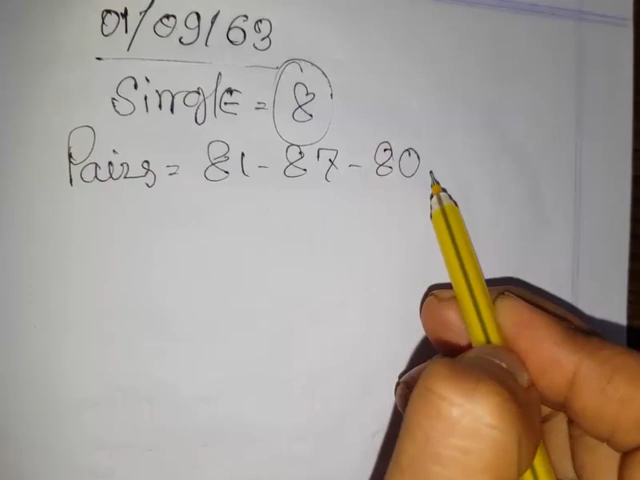 01/09/63
Single = 8
Pairs = 81-87-80